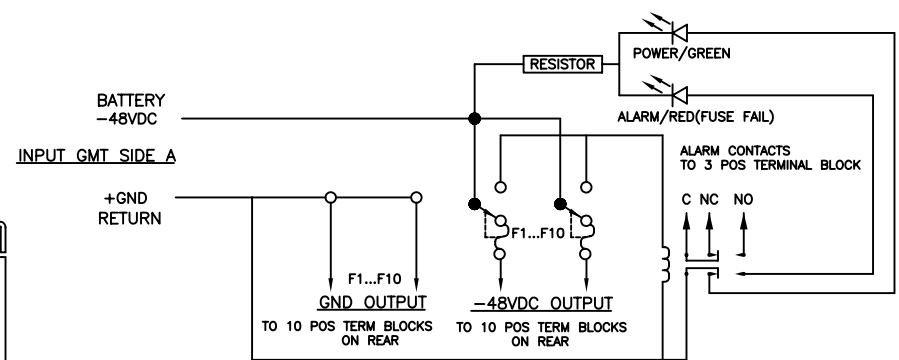 RESISTOR
POWER/GREEN
BATTERY
-48VDC
ALARM/RED(FUSE FAIL)
INPUT GMT SIDE A
ALARM CONTACTS
TO 3 POS TERMINAL BLOCK
+GND
RETURN
C NC NO
F1...F10
F1...F10
GND OUTPUT
-48VDC OUTPUT
TO 10 POS TERM BLOCKS
ON REAR
TO 10 POS TERM BLOCKS
ON REAR